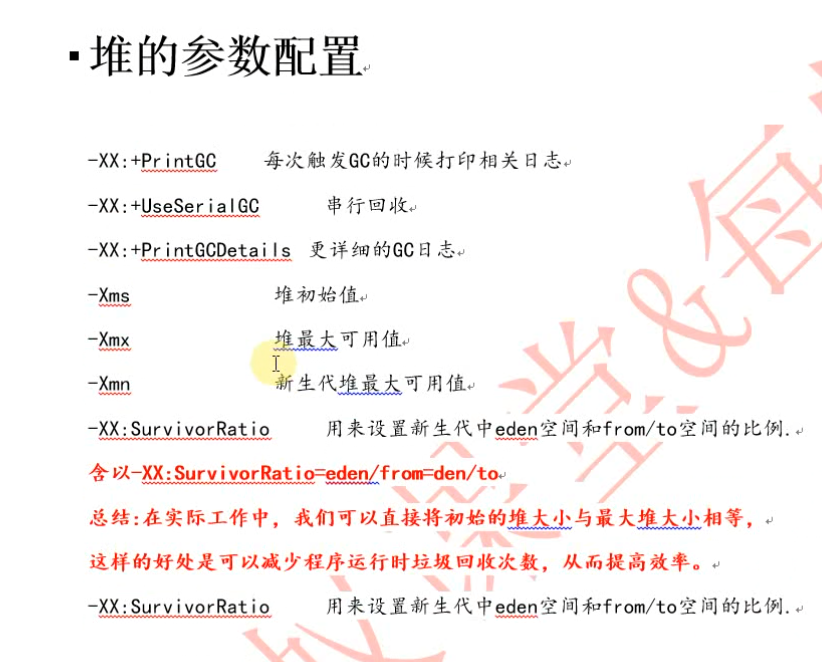 堆的参数配置
-XX:+PrintGC 每次触发GC的时候打印相关日志
-XX:+UseSerialGC 串行回收
-XX:+PrintGCDetails 更详细的GC日志
-Xms 堆初始值
-Xmx 堆最大可用值
-Xmn 新生代堆最大可用值
-XX:SurvivorRatio 用来设置新生代中eden空间和from/to空间的比例.
含以-XX:SurvivorRatio=eden/from=den/to
总结:在实际工作中，我们可以直接将初始的堆大小与最大堆大小相等，
这样的好处是可以减少程序运行时垃圾回收次数，从而提高效率。
-XX:SurvivorRatio 用来设置新生代中eden空间和from/to空间的比例.